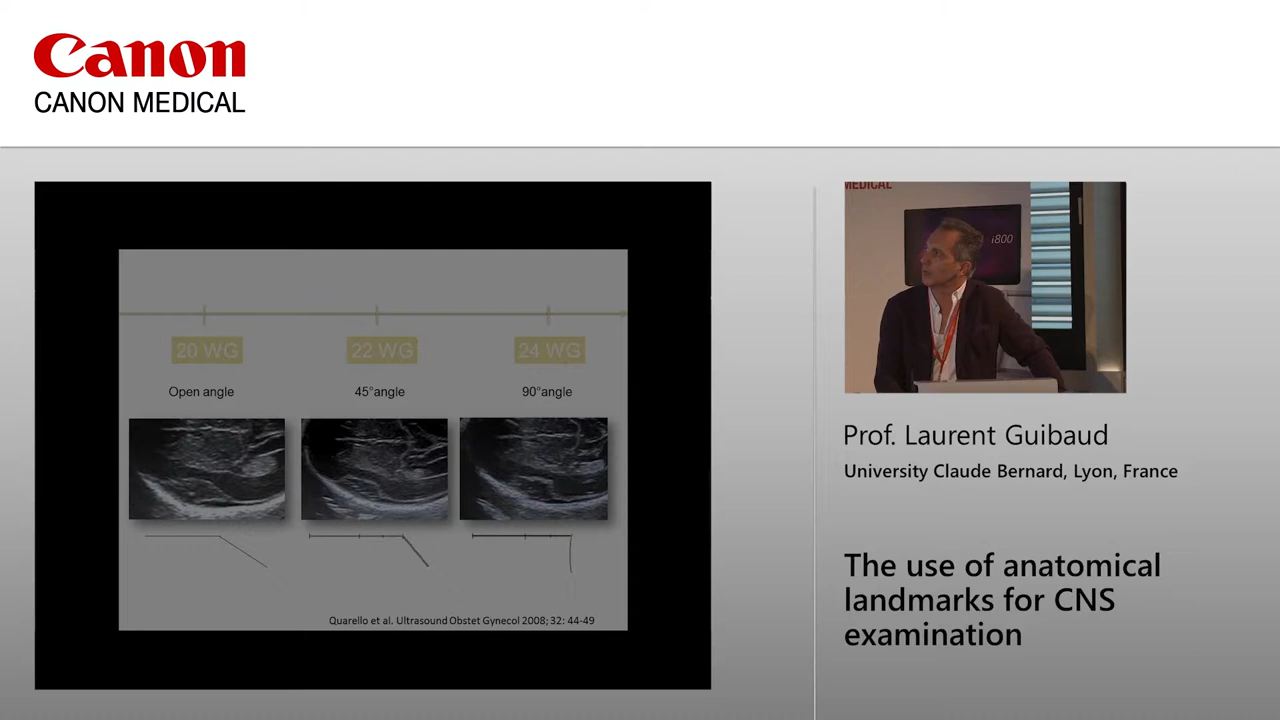 Canon
CANON MEDICAL
MEDICAL
i800
20 WG
22 WG
24 WG
Open angle
45°angle
90°angle
Quarello et al. Ultrasound Obstet Gynecol 2008; 32: 44-49
Prof. Laurent Guibaud
University Claude Bernard, Lyon, France
The use of anatomical
landmarks for CNS
examination